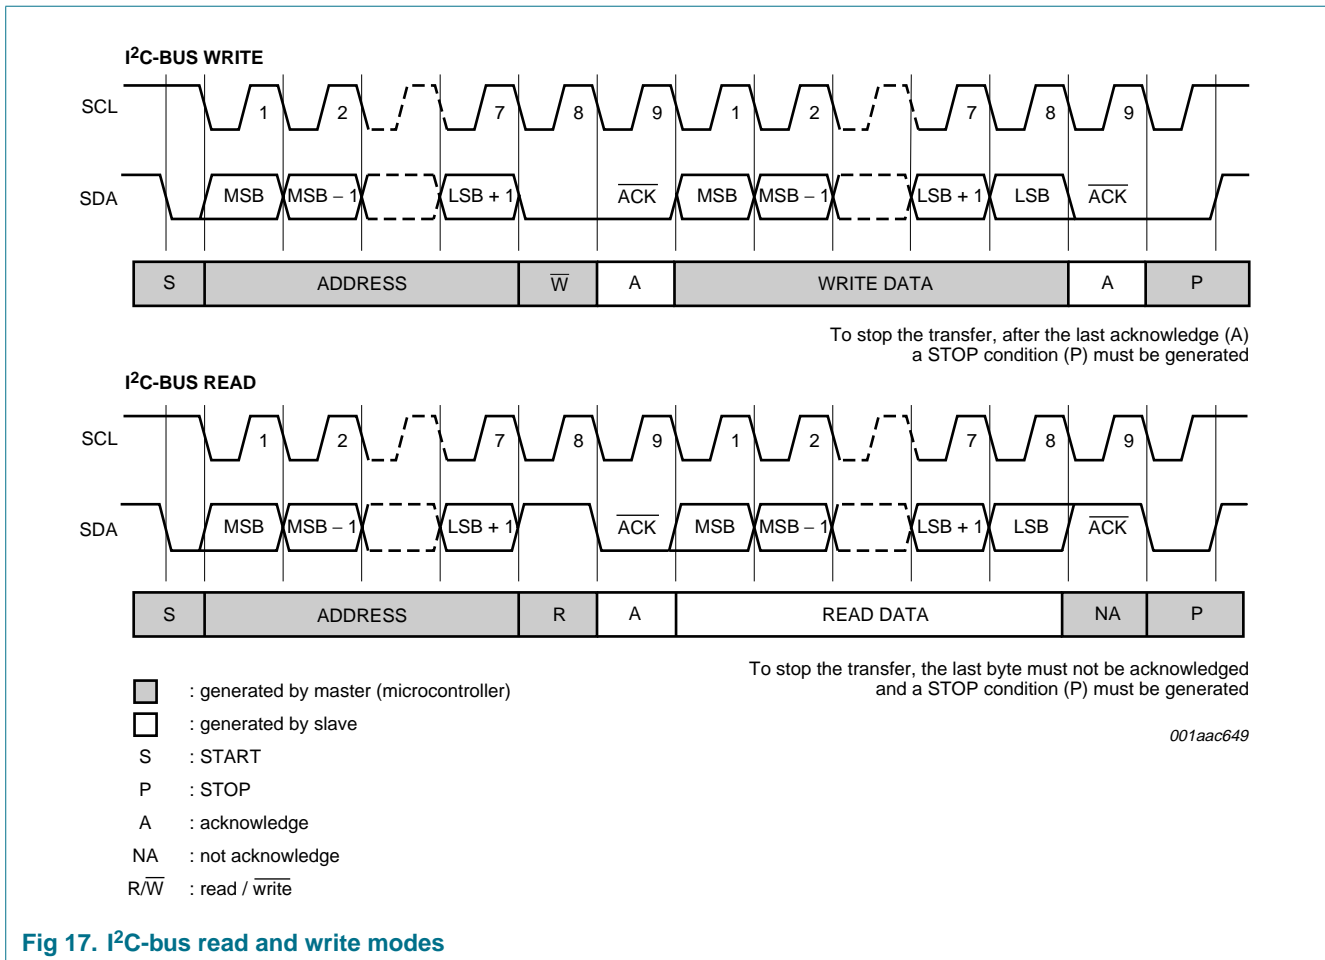 I²C-BUS WRITE
SCL 1 2 7 8 9 1 2 7 8 9
SDA MSB MSB − 1 LSB + 1 A̅C̅K̅ MSB MSB − 1 LSB + 1 LSB A̅C̅K̅
S ADDRESS W̅ A WRITE DATA A P
To stop the transfer, after the last acknowledge (A)
a STOP condition (P) must be generated
I²C-BUS READ
SCL 1 2 7 8 9 1 2 7 8 9
SDA MSB MSB − 1 LSB + 1 A̅C̅K̅ MSB MSB − 1 LSB + 1 LSB A̅C̅K̅
S ADDRESS R A READ DATA NA P
To stop the transfer, the last byte must not be acknowledged
and a STOP condition (P) must be generated
: generated by master (microcontroller)
: generated by slave
001aac649
S : START
P : STOP
A : acknowledge
NA : not acknowledge
R/W̅ : read / w̅r̅i̅t̅e̅
Fig 17. I²C-bus read and write modes